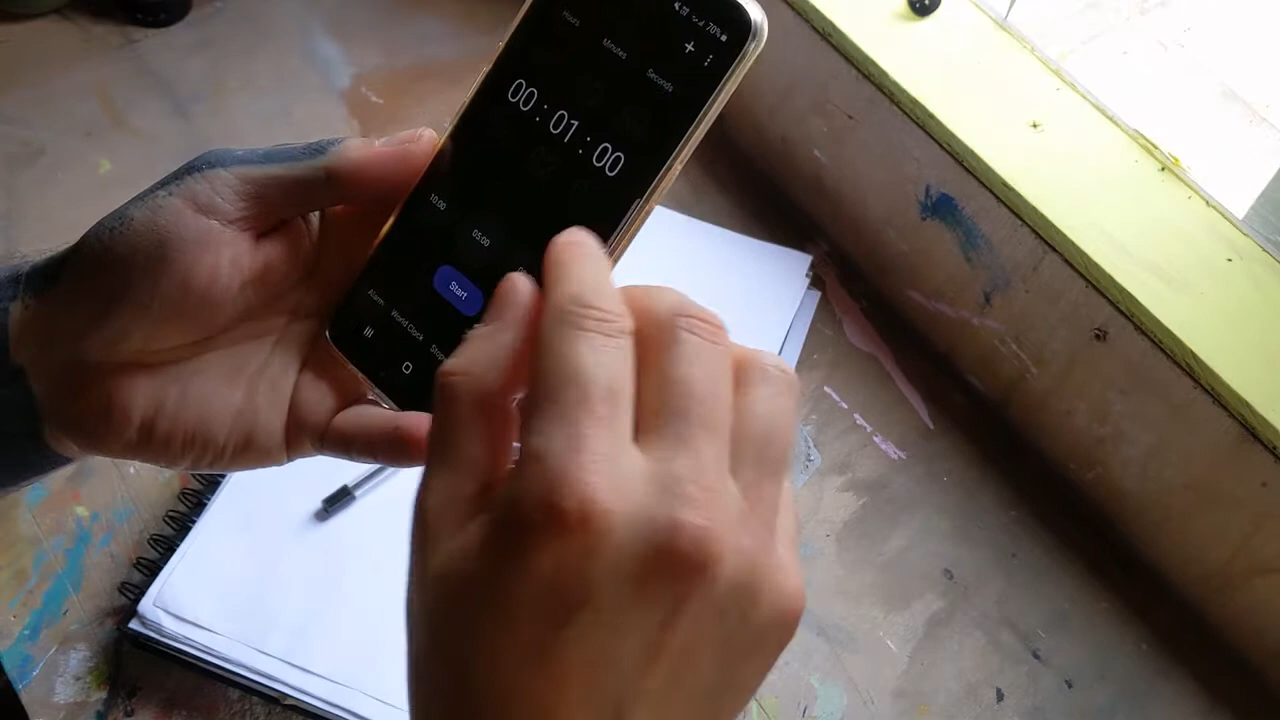 70%
Hours Minutes Seconds
00 : 01 : 00
10:00 05:00
Start
Alarm World Clock